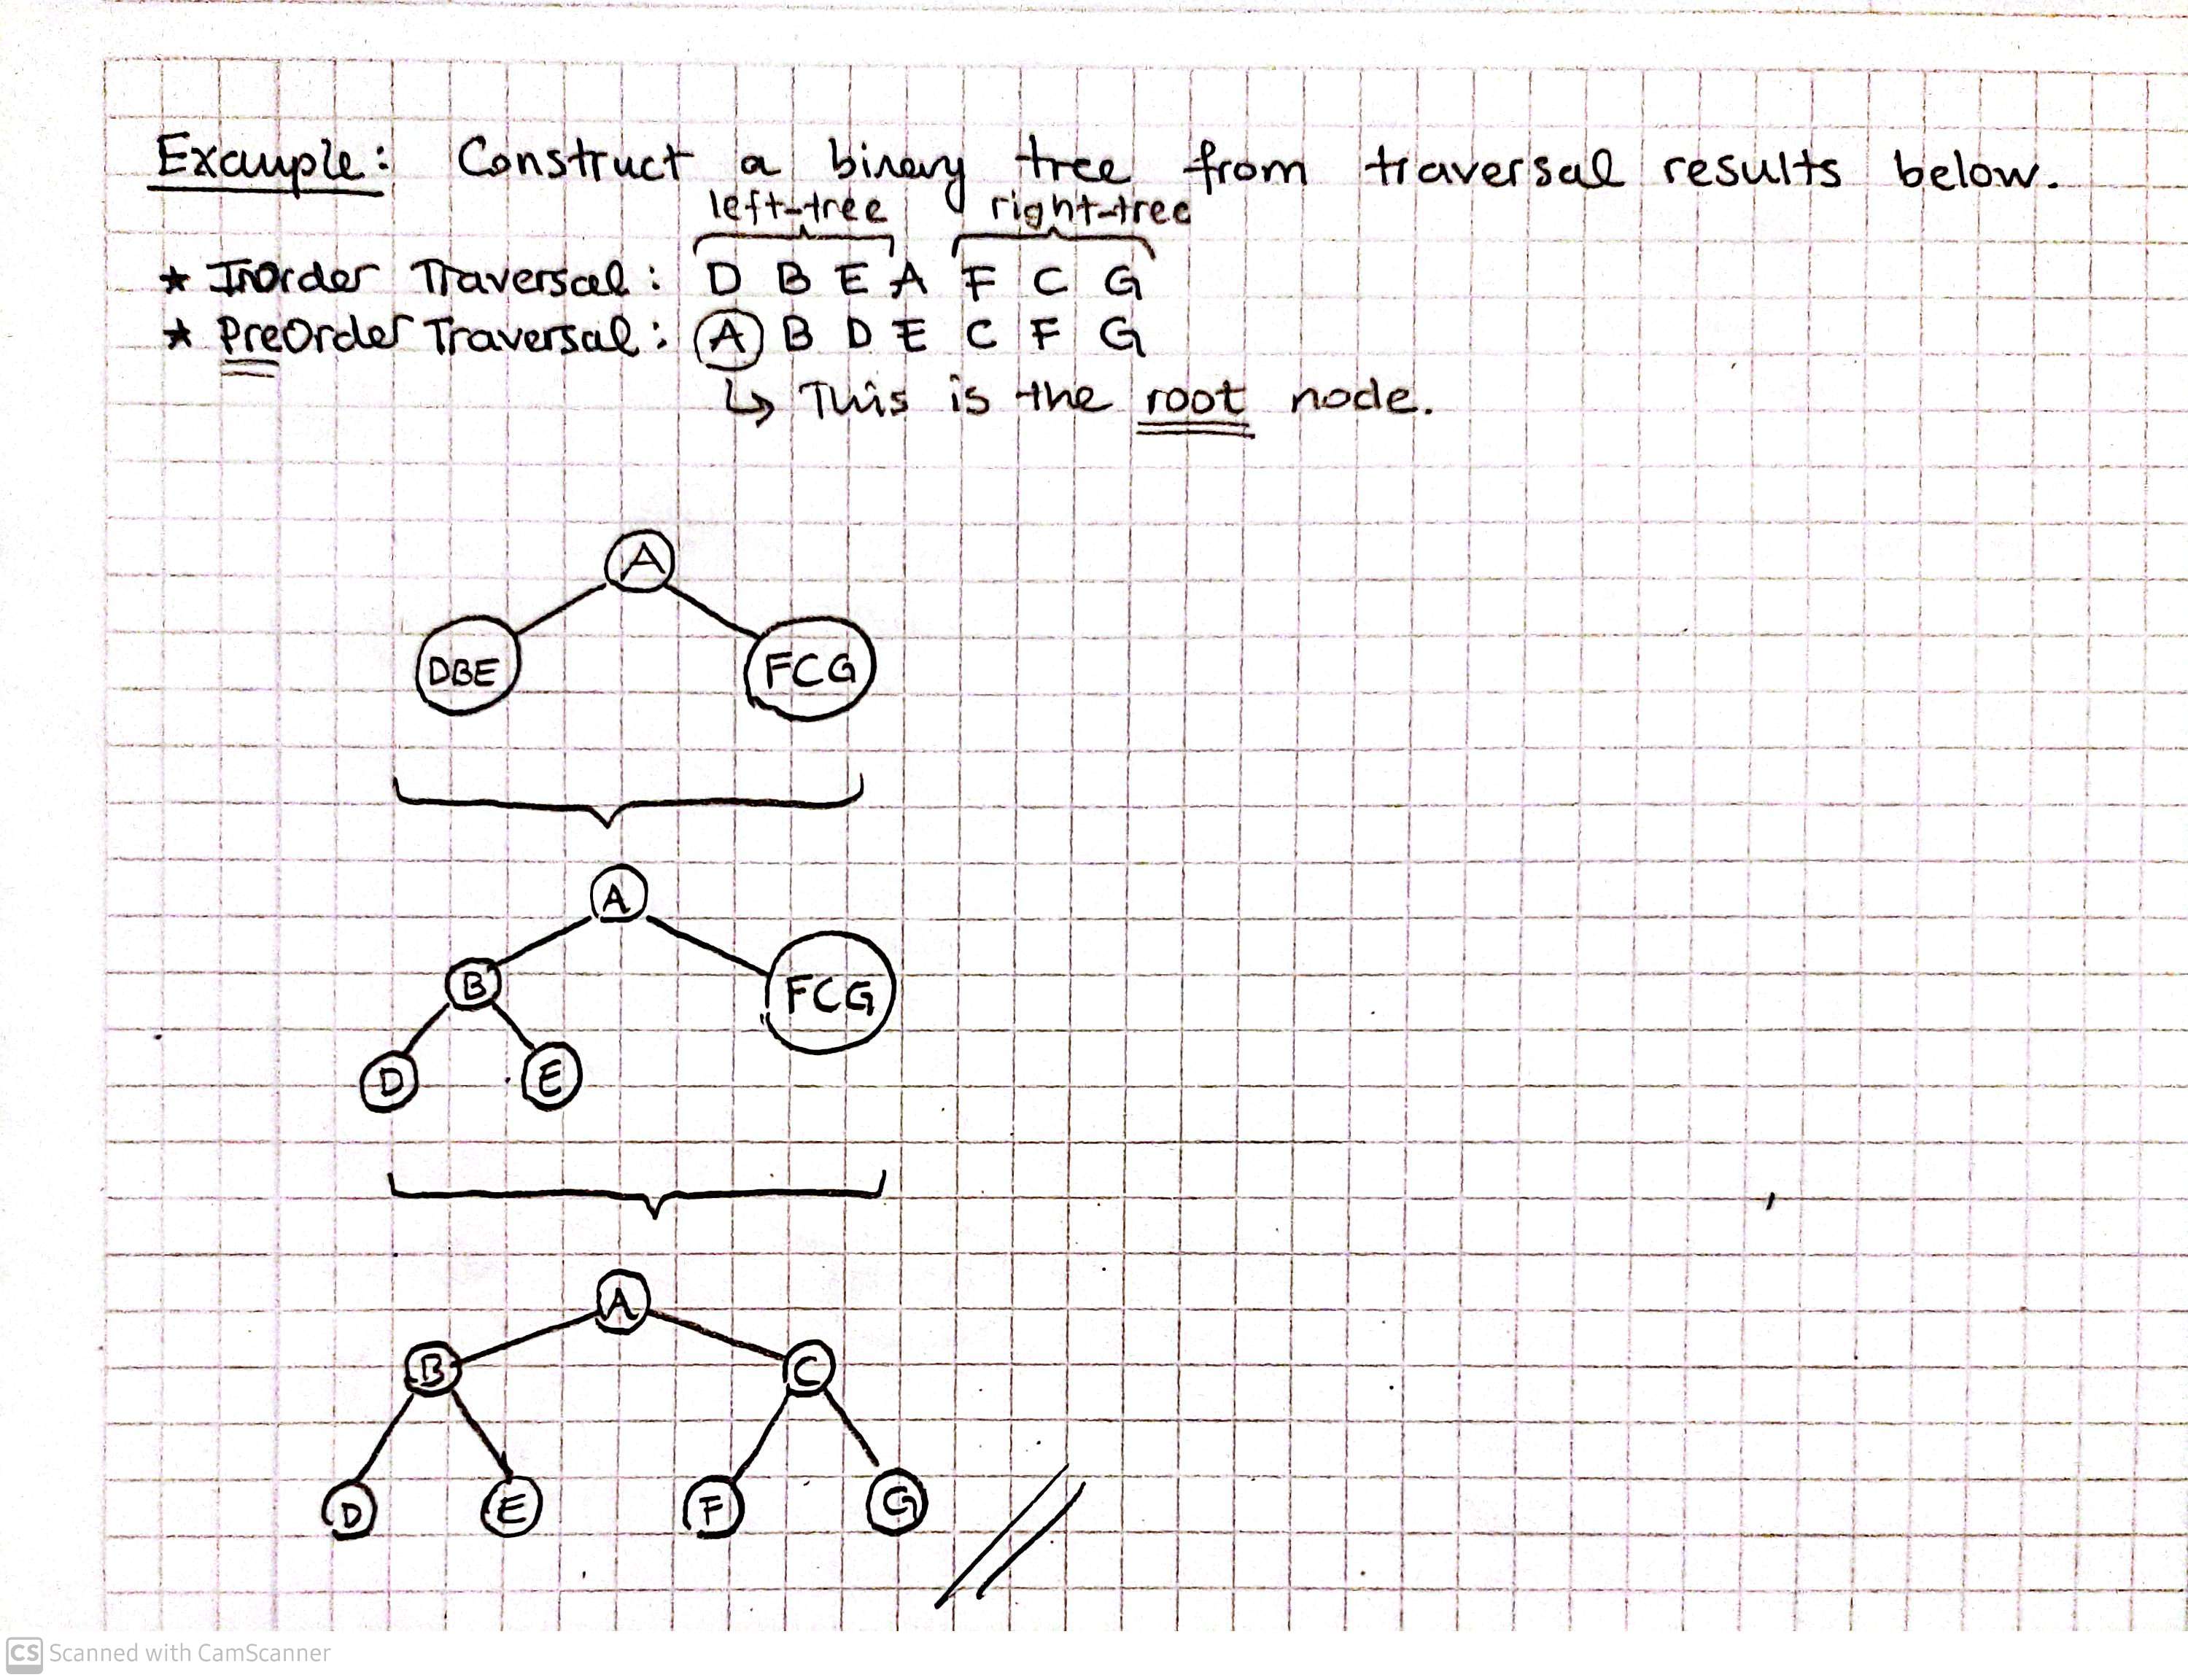 Example: Construct a binary tree from traversal results below.
left-tree right-tree
* InOrder Traversal: D B E A F C G
* PreOrder Traversal: A B D E C F G
↳ This is the root node.
A
DBE FCG
A
B FCG
D E
A
B C
D E F G
CS Scanned with CamScanner